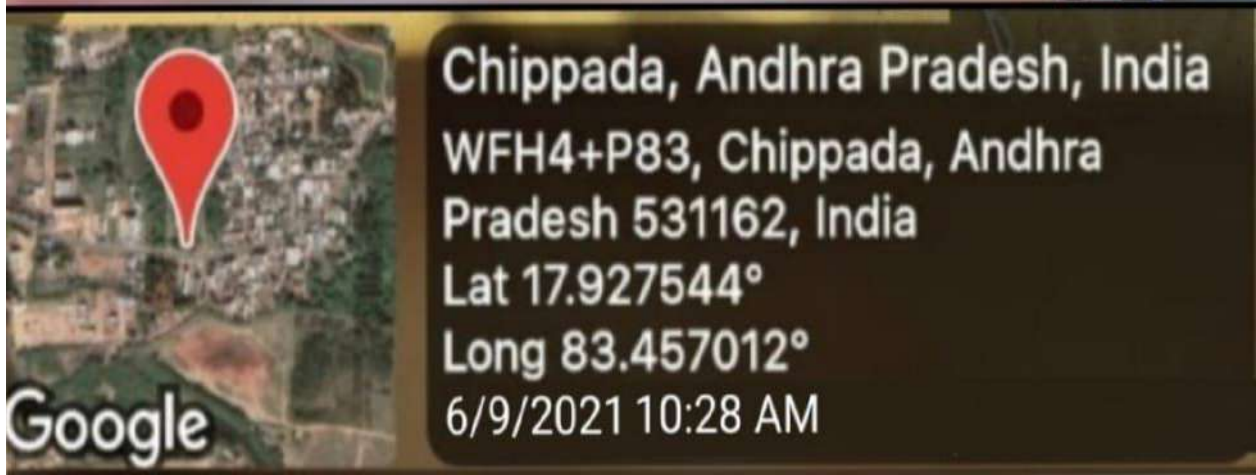 Chippada, Andhra Pradesh, India
WFH4+P83, Chippada, Andhra
Pradesh 531162, India
Lat 17.927544°
Long 83.457012°
6/9/2021 10:28 AM
Google